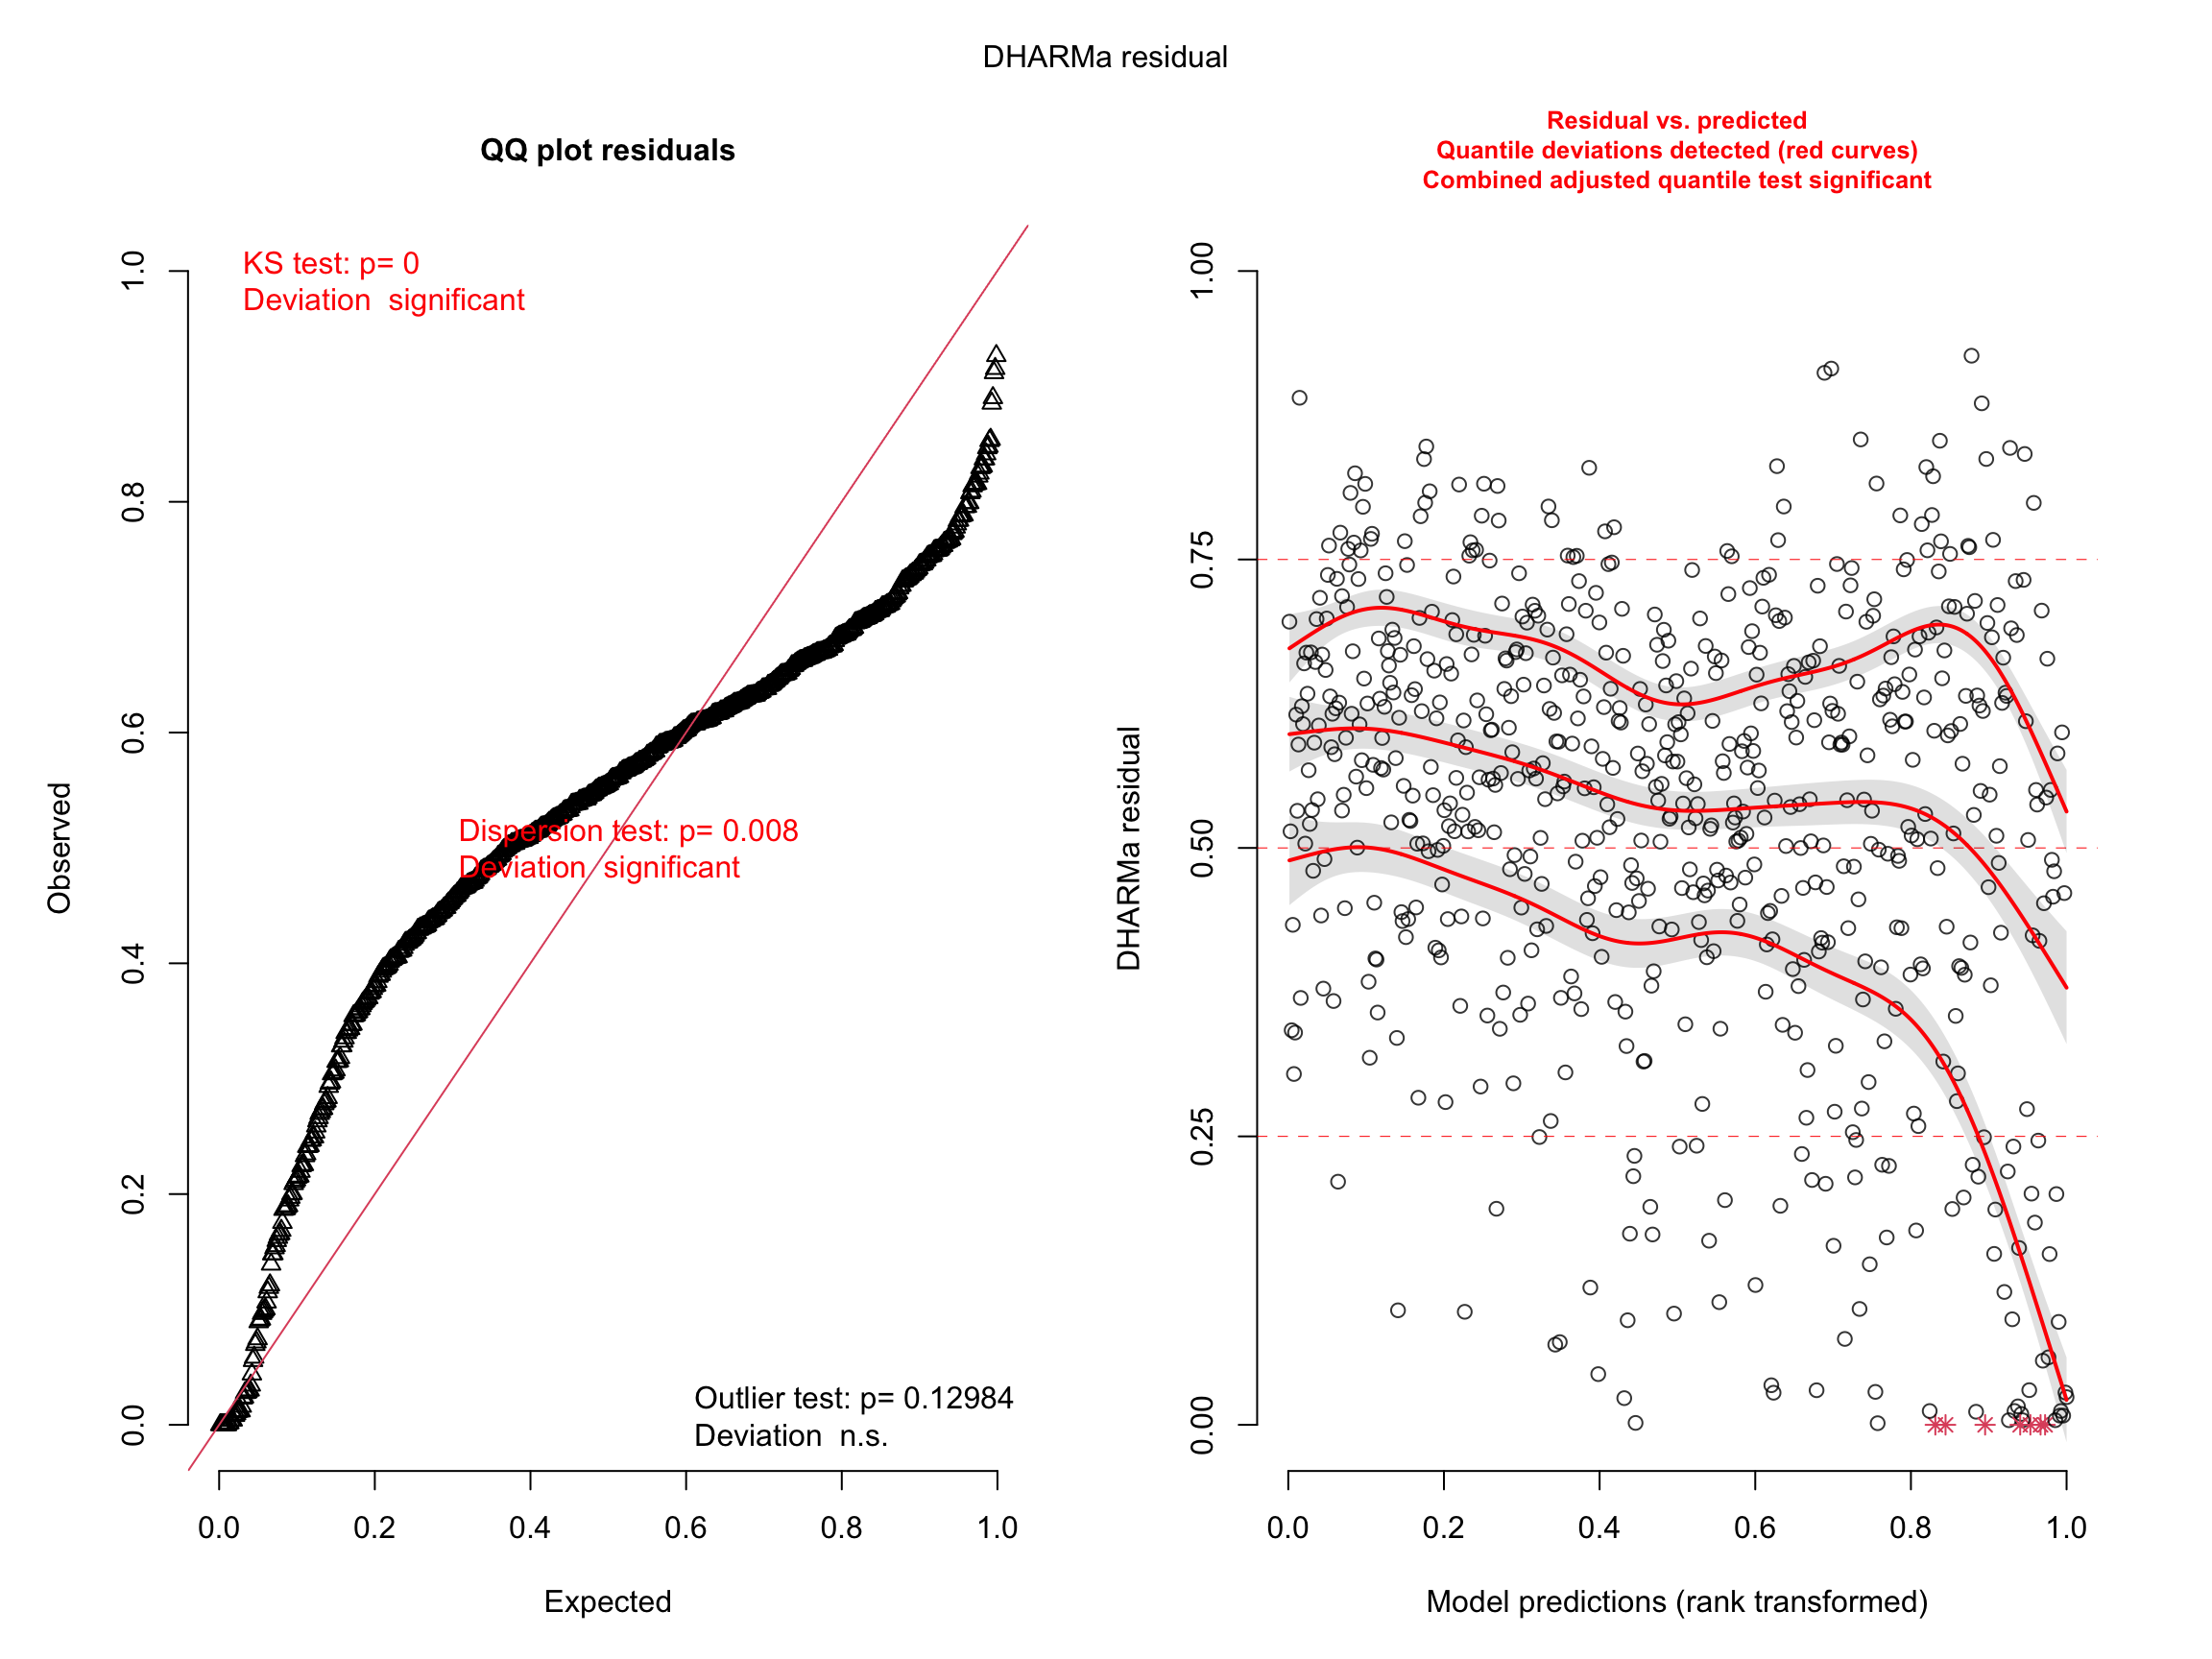 DHARMa residual
QQ plot residuals
KS test: p= 0
Deviation  significant
Dispersion test: p= 0.008
Deviation  significant
Outlier test: p= 0.12984
Deviation  n.s.
Observed
0.0
0.2
0.4
0.6
0.8
1.0
0.0
0.2
0.4
0.6
0.8
1.0
Expected
Residual vs. predicted
Quantile deviations detected (red curves)
Combined adjusted quantile test significant
DHARMa residual
0.00
0.25
0.50
0.75
1.00
0.0
0.2
0.4
0.6
0.8
1.0
Model predictions (rank transformed)